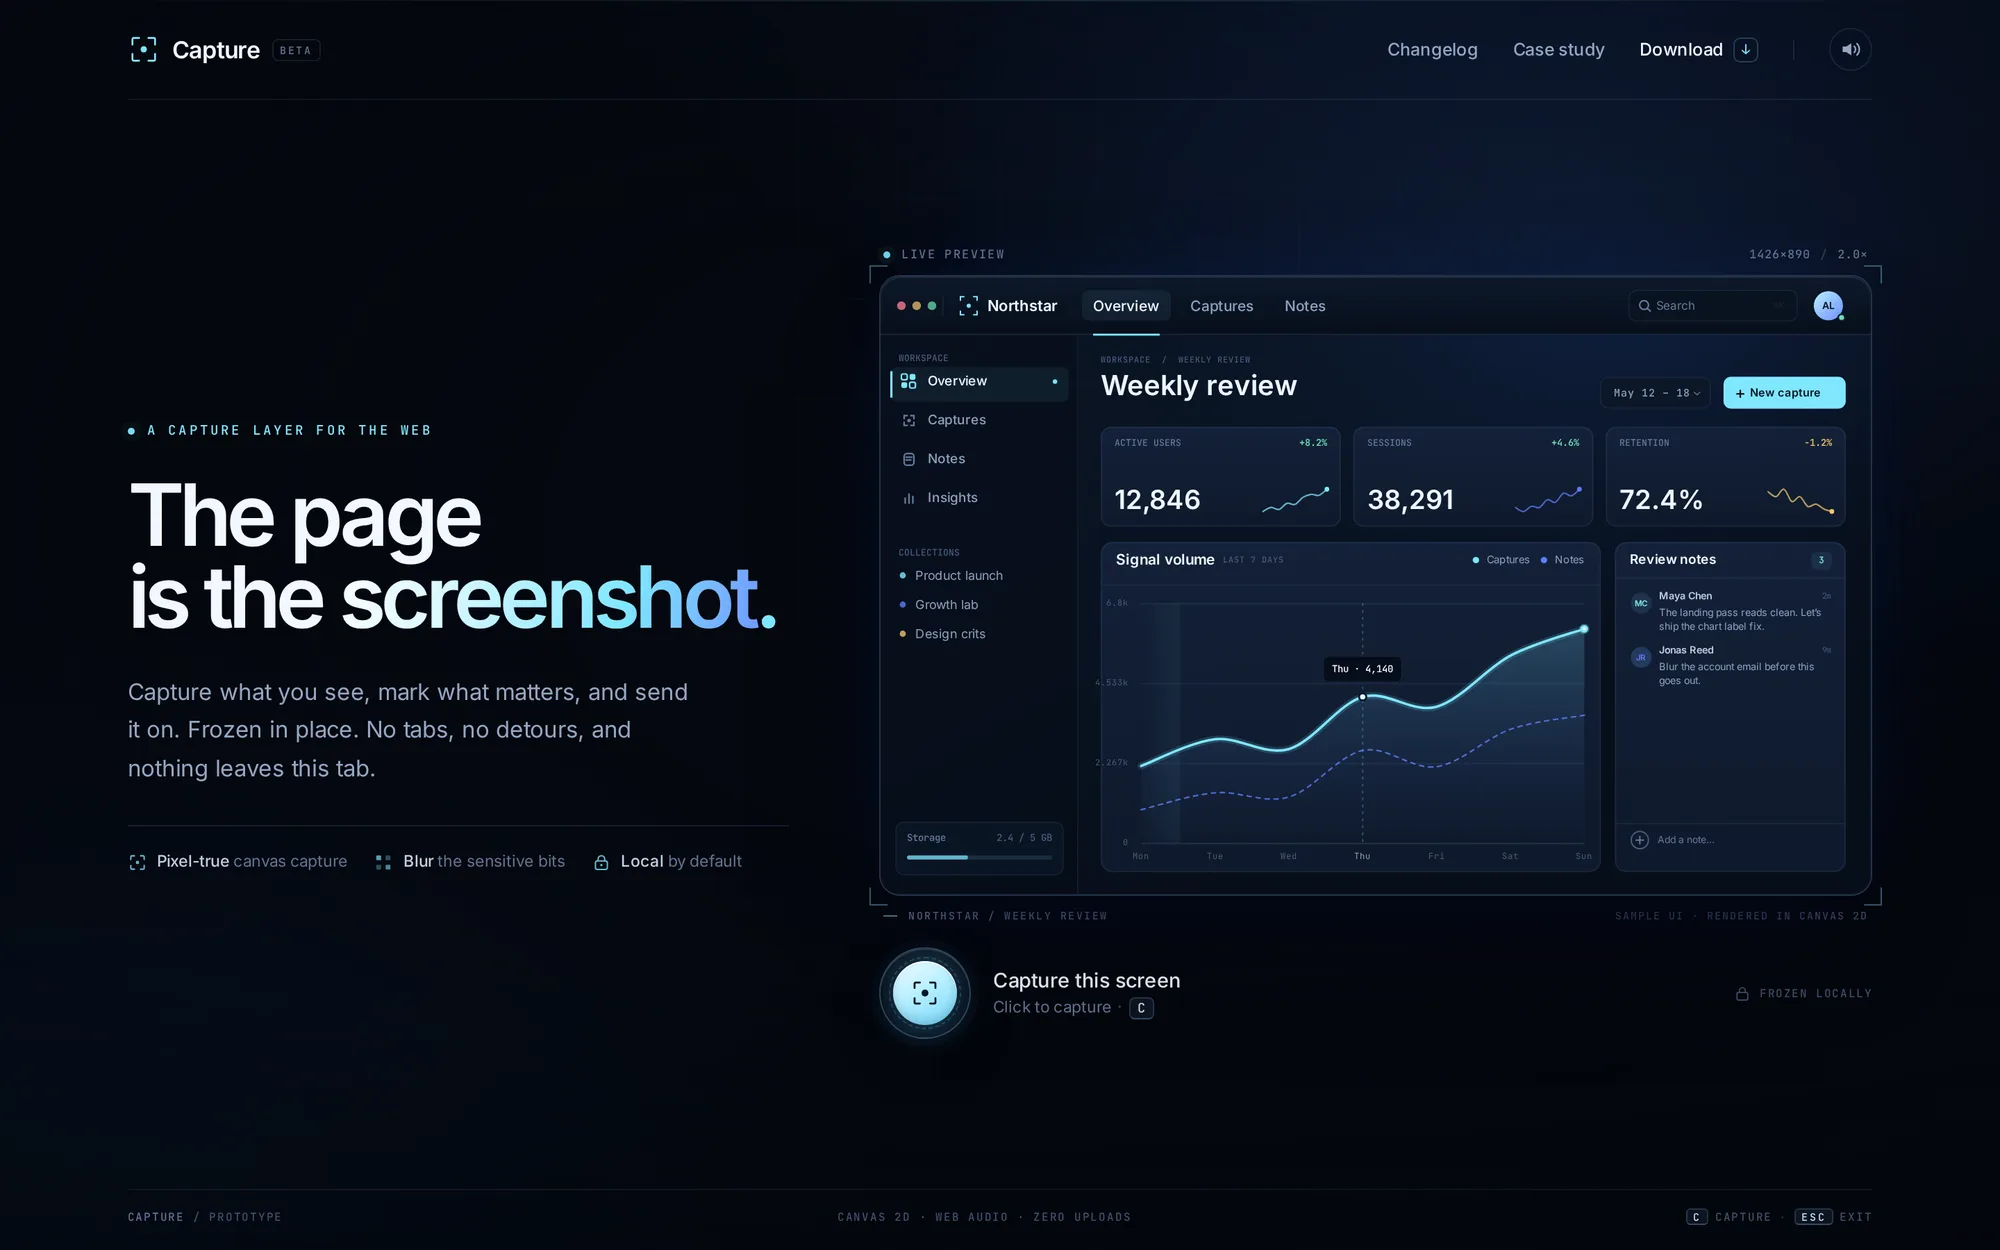 Capture BETA
Changelog Case study Download
LIVE PREVIEW
1426×890 / 2.0×
Northstar Overview Captures Notes
Search
AL
A CAPTURE LAYER FOR THE WEB
The page
is the screenshot.
Capture what you see, mark what matters, and send
it on. Frozen in place. No tabs, no detours, and
nothing leaves this tab.
Pixel-true canvas capture Blur the sensitive bits Local by default
WORKSPACE
Overview
Captures
Notes
Insights
COLLECTIONS
Product launch
Growth lab
Design crits
Storage 2.4 / 5 GB
WORKSPACE / WEEKLY REVIEW
Weekly review
May 12 – 18
+ New capture
ACTIVE USERS +8.2%
12,846
SESSIONS +4.6%
38,291
RETENTION -1.2%
72.4%
Signal volume LAST 7 DAYS
Captures Notes
6.8k
4.533k
2.267k
0
Thu · 4,140
Mon Tue Wed Thu Fri Sat Sun
Review notes 3
MC Maya Chen 2m
The landing pass reads clean. Let's
ship the chart label fix.
JR Jonas Reed 9m
Blur the account email before this
goes out.
Add a note...
NORTHSTAR / WEEKLY REVIEW
SAMPLE UI · RENDERED IN CANVAS 2D
Capture this screen
Click to capture · C
FROZEN LOCALLY
CAPTURE / PROTOTYPE
CANVAS 2D · WEB AUDIO · ZERO UPLOADS
C CAPTURE · ESC EXIT